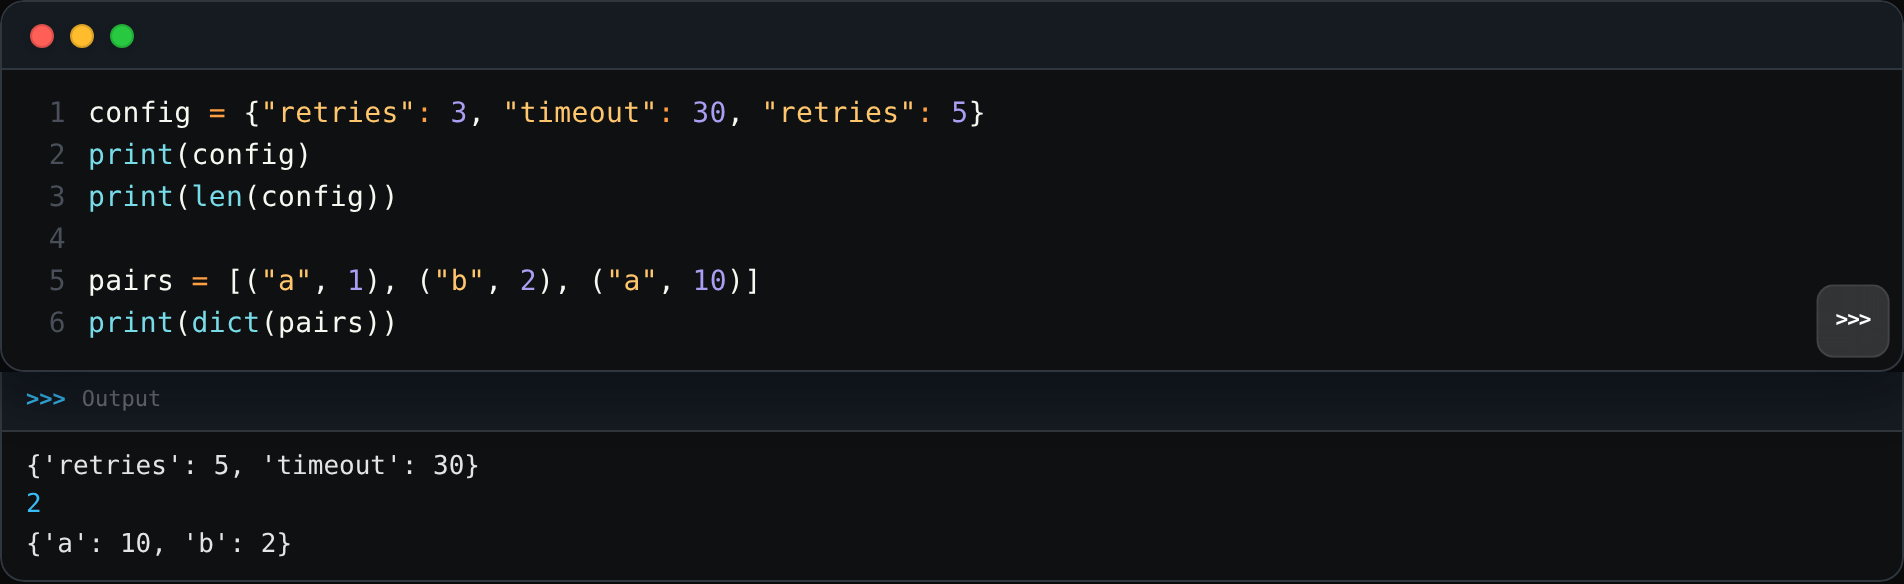 1 config = {"retries": 3, "timeout": 30, "retries": 5}
2 print(config)
3 print(len(config))
4
5 pairs = [("a", 1), ("b", 2), ("a", 10)]
6 print(dict(pairs))
>>>
>>> Output
{'retries': 5, 'timeout': 30}
2
{'a': 10, 'b': 2}